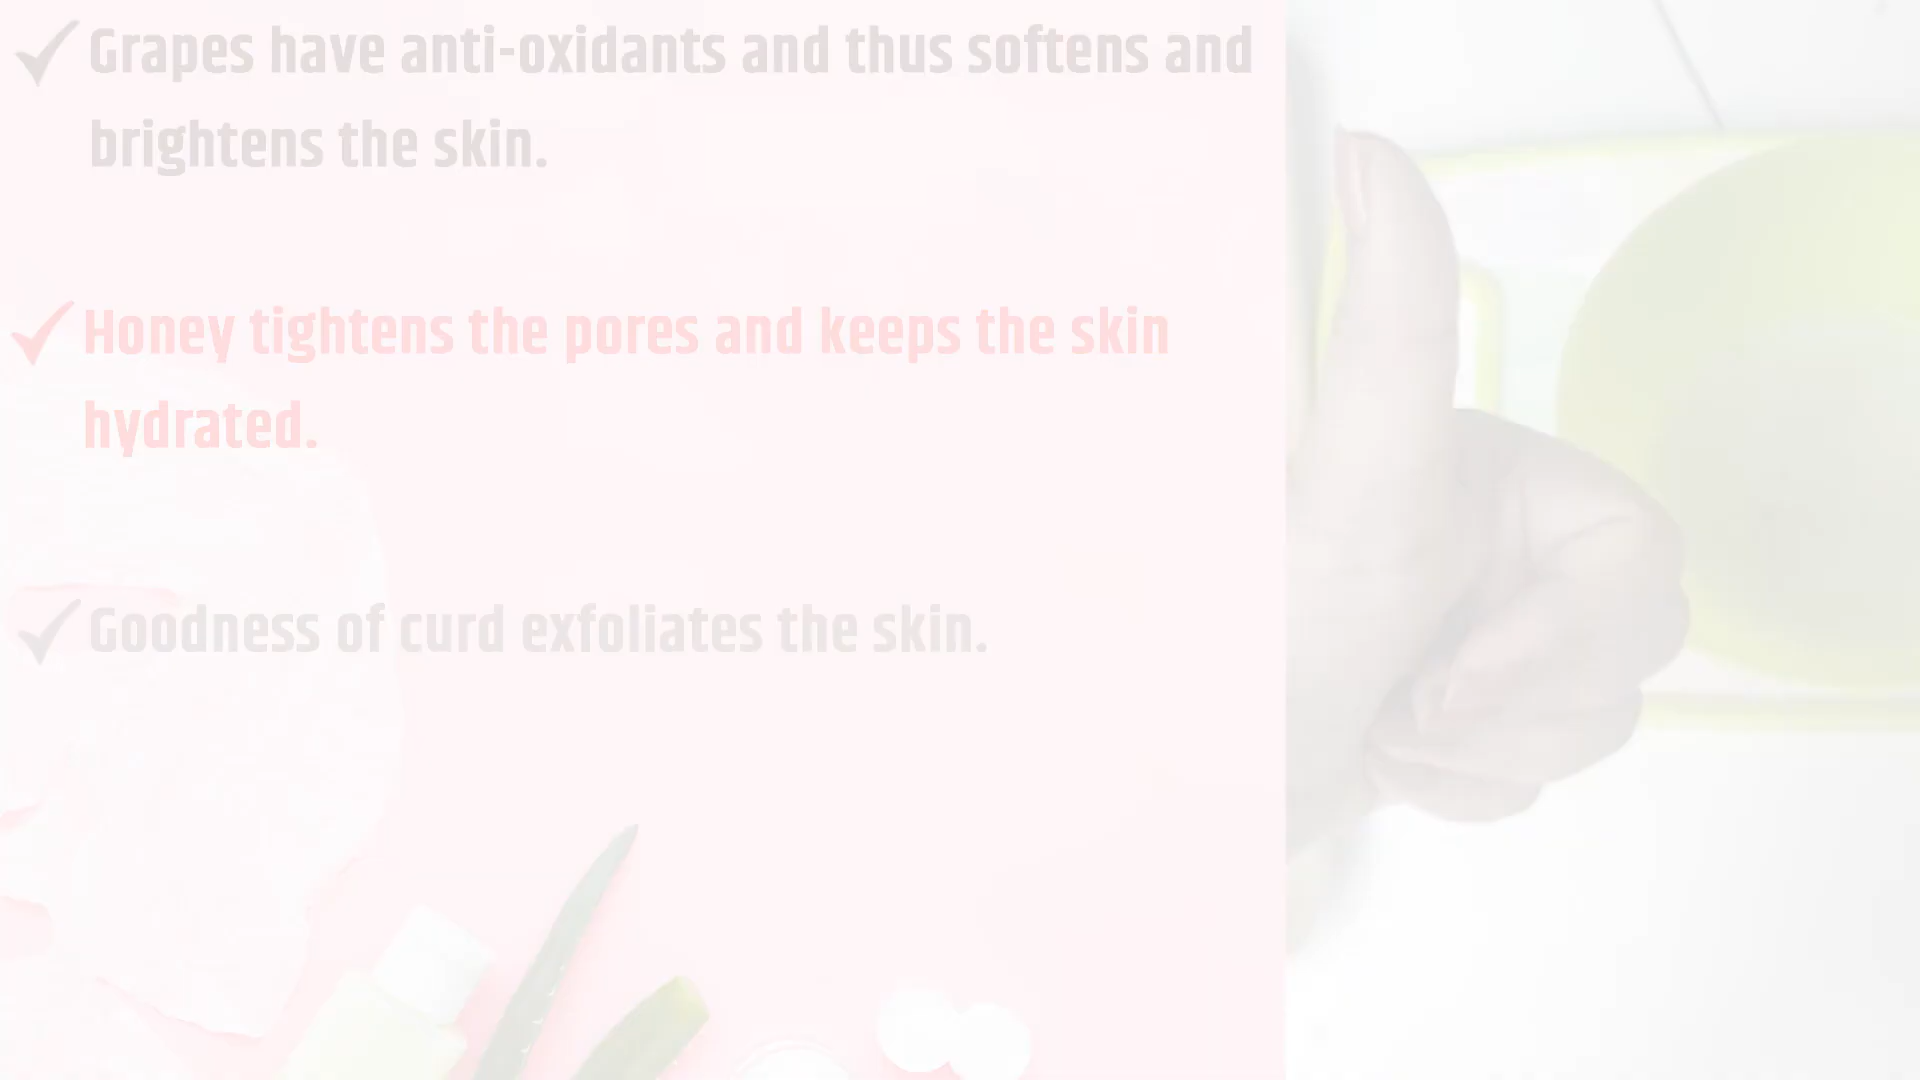 Grapes have anti-oxidants and thus softens and
brightens the skin.
Honey tightens the pores and keeps the skin
hydrated.
Goodness of curd exfoliates the skin.